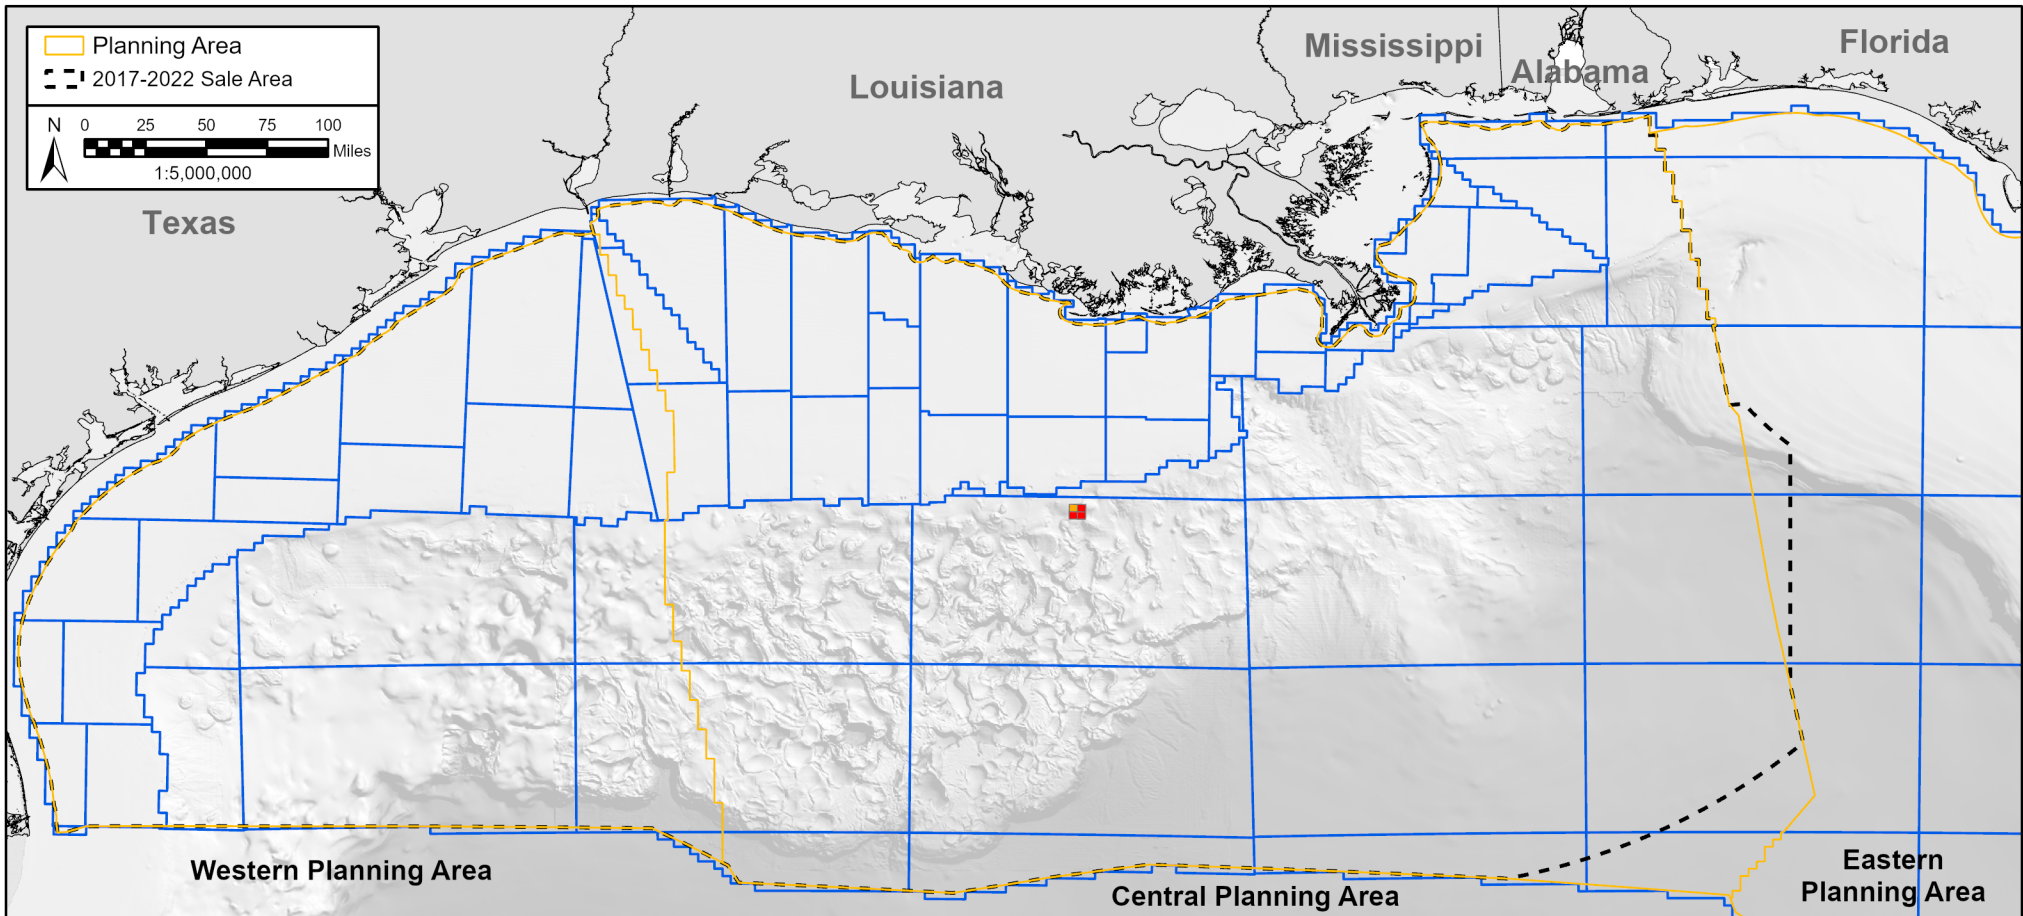 Planning Area
2017-2022 Sale Area
N
0 25 50 75 100
Miles
1:5,000,000
Texas
Louisiana
Mississippi
Alabama
Florida
Western Planning Area
Central Planning Area
Eastern
Planning Area